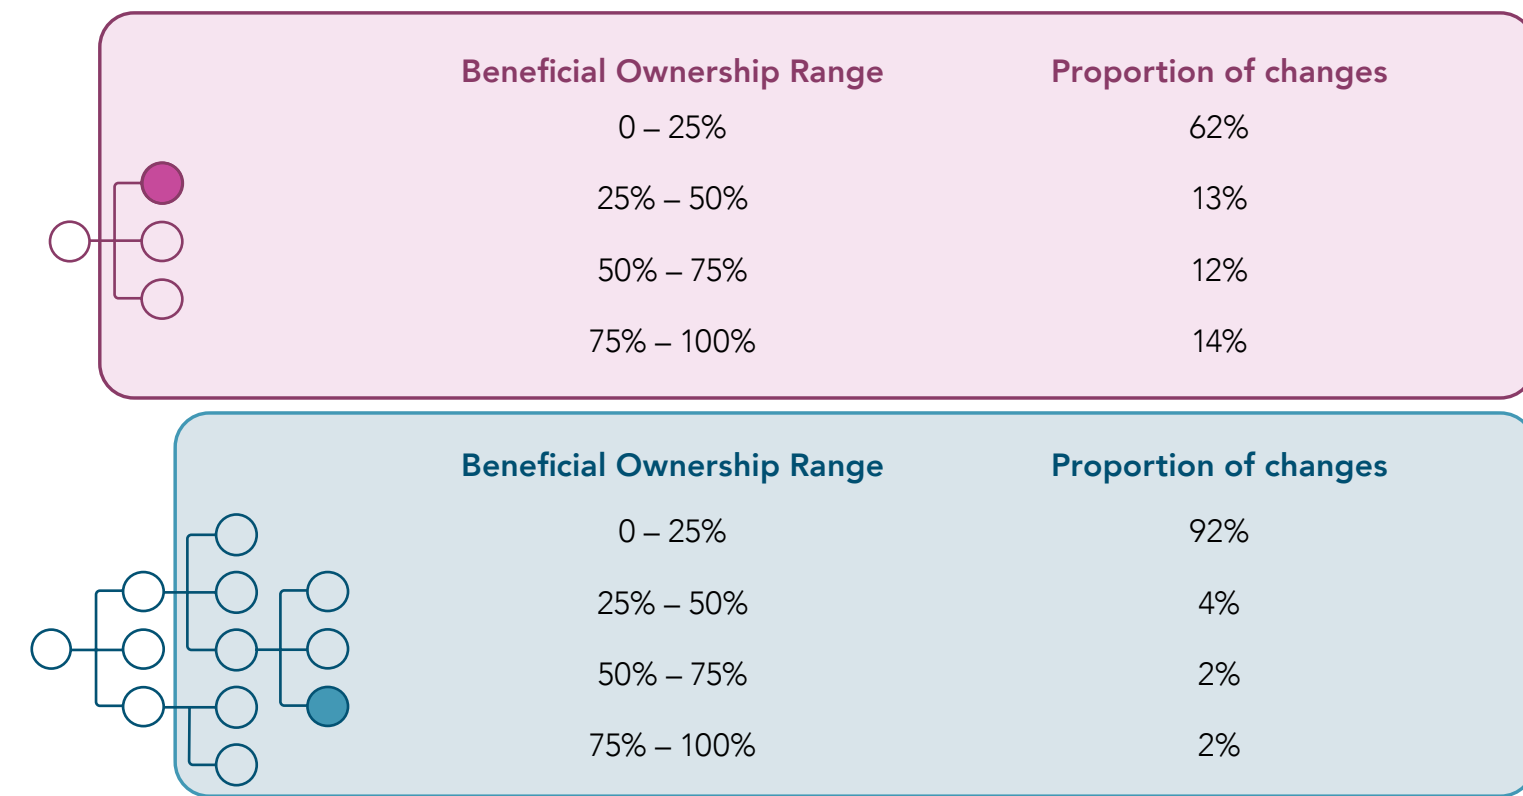 Beneficial Ownership Range Proportion of changes
0 – 25% 62%
25% – 50% 13%
50% – 75% 12%
75% – 100% 14%
Beneficial Ownership Range Proportion of changes
0 – 25% 92%
25% – 50% 4%
50% – 75% 2%
75% – 100% 2%